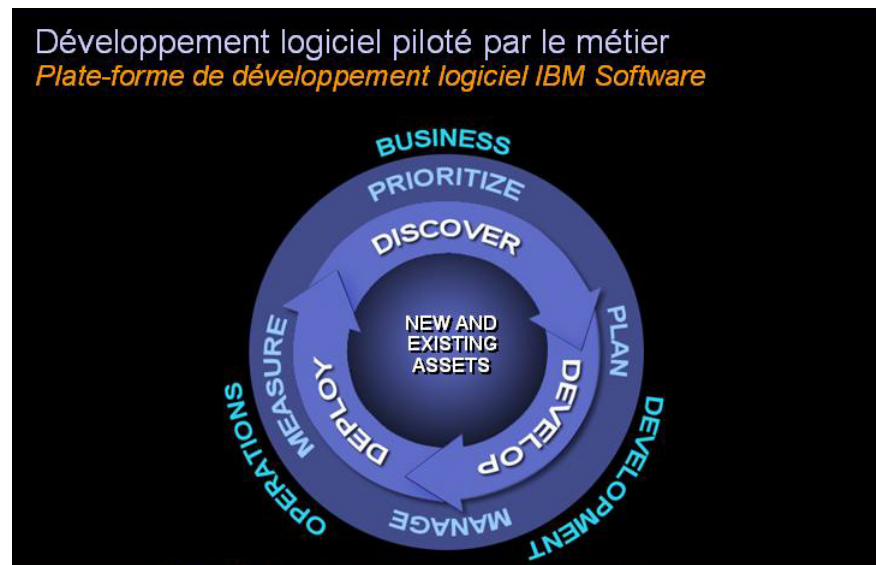 Développement logiciel piloté par le métier
Plate-forme de développement logiciel IBM Software
BUSINESS
PRIORITIZE
DISCOVER
NEW AND
EXISTING
ASSETS
PLAN
DEVELOP
DEVELOPMENT
MANAGE
DEPLOY
MEASURE
OPERATIONS